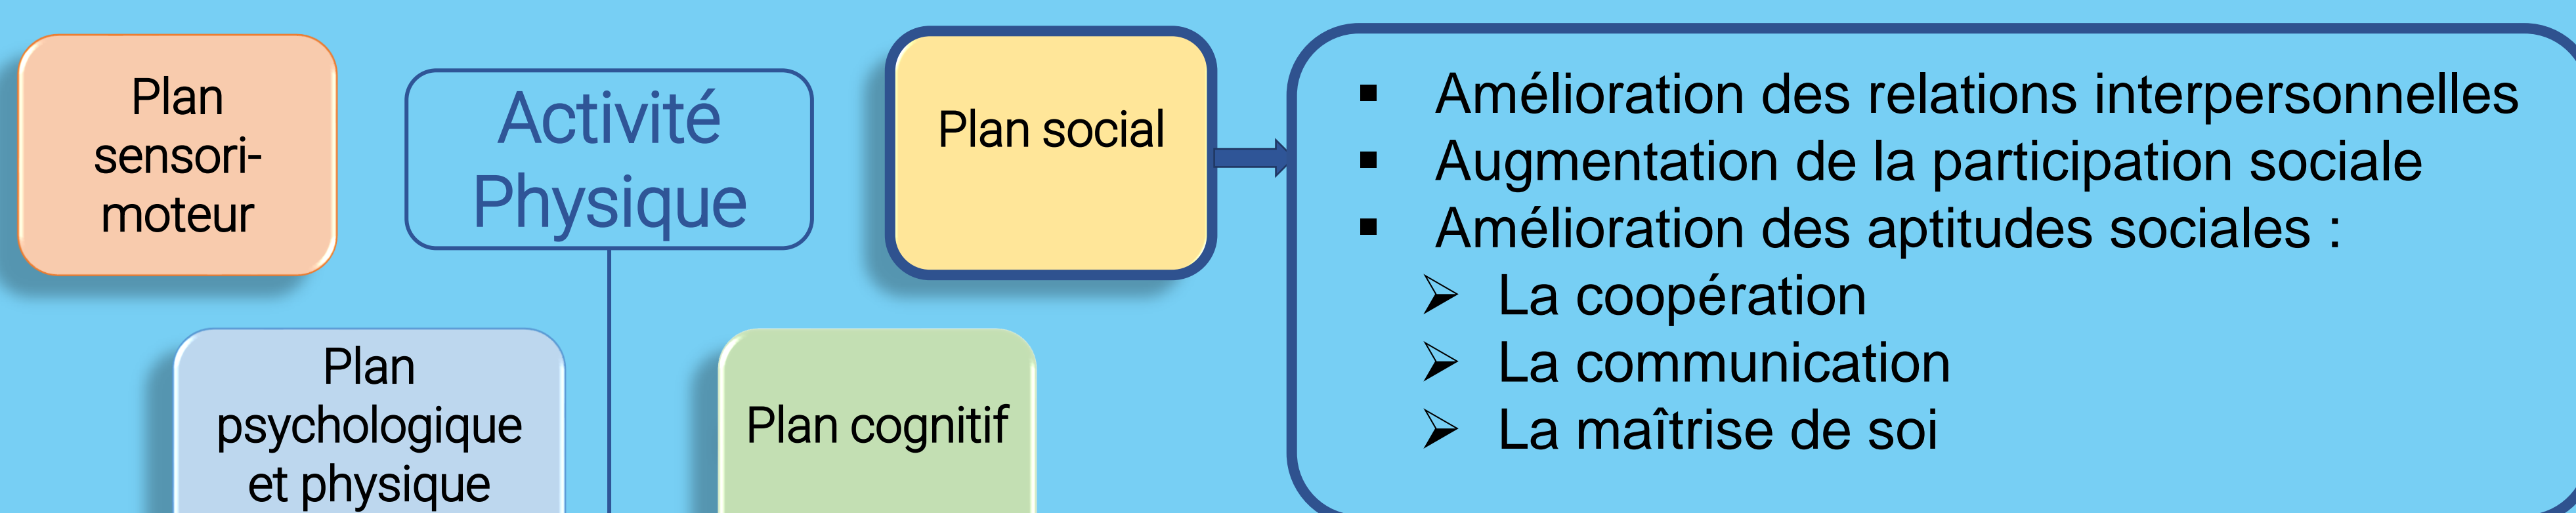 Plan
sensori-
moteur
Activité
Physique
Plan social
Plan
psychologique
et physique
Plan cognitif
▪ Amélioration des relations interpersonnelles
▪ Augmentation de la participation sociale
▪ Amélioration des aptitudes sociales :
➢ La coopération
➢ La communication
➢ La maîtrise de soi